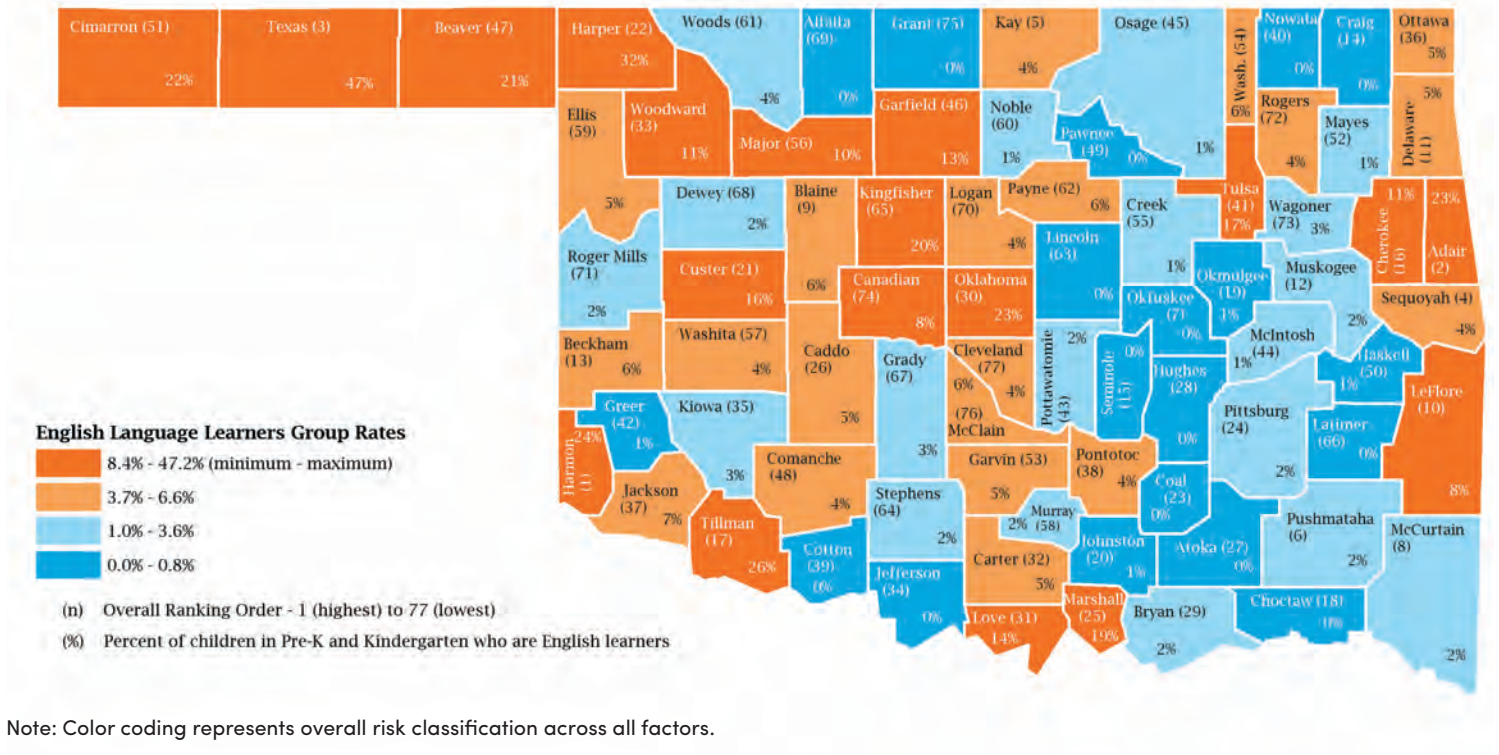 Cimarron (51)
22%
Texas (3)
47%
Beaver (47)
21%
Harper (22)
32%
Woods (61)
4%
Alfalfa
(69)
0%
Grant (75)
0%
Kay (5)
4%
Osage (45)
1%
Wash. (54)
6%
Nowata
(40)
0%
Craig
(14)
0%
Ottawa
(36)
5%
Ellis
(59)
5%
Woodward
(33)
11%
Major (56)
10%
Garfield (46)
13%
Noble
(60)
1%
Pawnee
(49)
0%
Rogers
(72)
4%
Mayes
(52)
1%
Delaware
(11)
5%
Dewey (68)
2%
Blaine
(9)
6%
Kingfisher
(65)
20%
Logan
(70)
4%
Payne (62)
6%
Creek
(55)
1%
Tulsa
(41)
17%
Wagoner
(73) 3%
Cherokee
(16)
11%
Adair
(2)
23%
Roger Mills
(71)
2%
Custer (21)
16%
Canadian
(74)
8%
Oklahoma
(30)
23%
Lincoln
(63)
0%
Okfuskee
(7)
0%
Okmulgee
(19)
1%
Muskogee
(12)
2%
Sequoyah (4)
4%
Beckham
(13)
6%
Washita (57)
4%
Caddo
(26)
5%
Grady
(67)
3%
Cleveland
(77)
4%
6%
(76)
McClain
Pottawatomie
(43)
2%
Seminole
(15)
0%
Hughes
(28)
0%
McIntosh
(44)
1%
Haskell
(50)
1%
LeFlore
(10)
8%
Greer
(42)
1%
Kiowa (35)
3%
Harmon
(1)
24%
Jackson
(37)
7%
Tillman
(17)
26%
Comanche
(48)
4%
Stephens
(64)
2%
Garvin (53)
5%
Pontotoc
(38)
4%
Coal
(23)
0%
Pittsburg
(24)
2%
Latimer
(66)
0%
Cotton
(39)
0%
Jefferson
(34)
0%
Murray
(58)
2%
Carter (32)
5%
Johnston
(20)
1%
Atoka (27)
0%
Pushmataha
(6)
2%
McCurtain
(8)
2%
Love (31)
14%
Marshall
(25)
19%
Bryan (29)
2%
Choctaw (18)
0%
English Language Learners Group Rates
8.4% - 47.2% (minimum - maximum)
3.7% - 6.6%
1.0% - 3.6%
0.0% - 0.8%
(n) Overall Ranking Order - 1 (highest) to 77 (lowest)
(%) Percent of children in Pre-K and Kindergarten who are English learners
Note: Color coding represents overall risk classification across all factors.